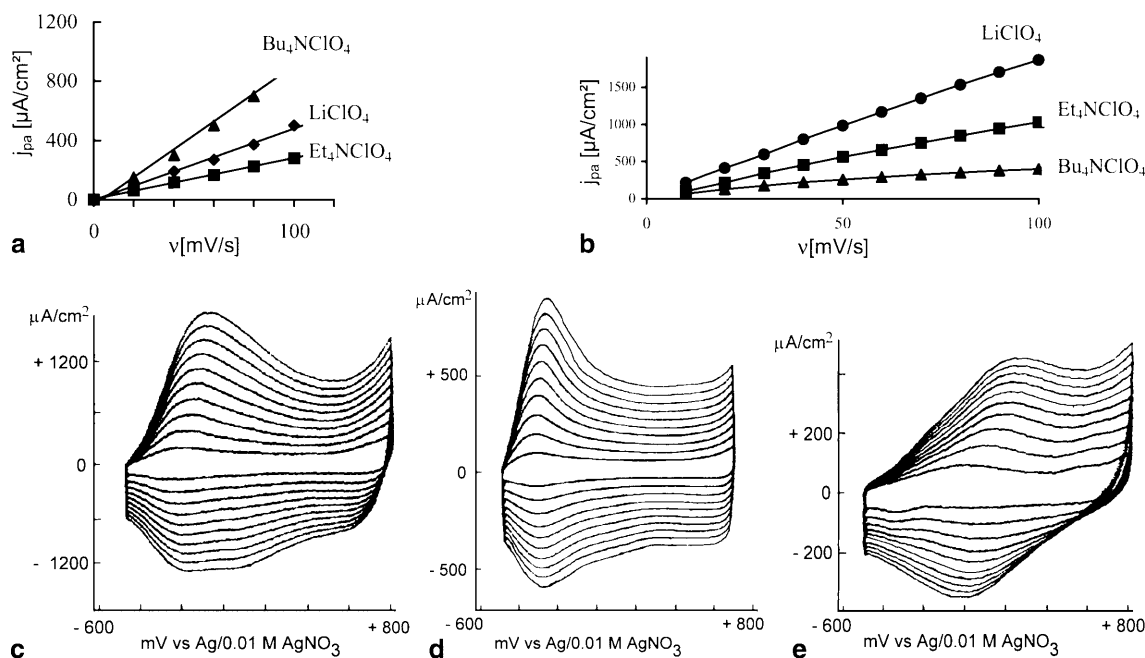 1200
800
400
0
jpa [µA/cm²]
Bu₄NClO₄
LiClO₄
Et₄NClO₄
0
100
ν[mV/s]
a
1500
1000
500
0
jpa [µA/cm²]
LiClO₄
Et₄NClO₄
Bu₄NClO₄
0
50
100
ν[mV/s]
b
µA/cm²
+ 1200
0
- 1200
- 600
+ 800
mV vs Ag/0.01 M AgNO₃
c
µA/cm²
+ 500
0
- 500
- 600
+ 800
mV vs Ag/0.01 M AgNO₃
d
µA/cm²
+ 200
0
- 200
- 600
+ 800
mV vs Ag/0.01 M AgNO₃
e